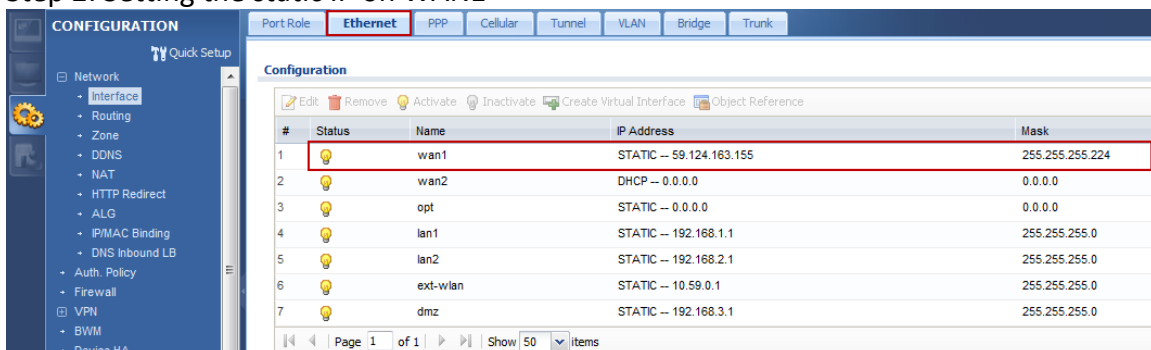 CONFIGURATION
Quick Setup
Network
Interface
Routing
Zone
DDNS
NAT
HTTP Redirect
ALG
IP/MAC Binding
DNS Inbound LB
Auth. Policy
Firewall
VPN
BWM
Port Role Ethernet PPP Cellular Tunnel VLAN Bridge Trunk
Configuration
Edit Remove Activate Inactivate Create Virtual Interface Object Reference
# Status Name IP Address Mask
1 wan1 STATIC -- 59.124.163.155 255.255.255.224
2 wan2 DHCP -- 0.0.0.0 0.0.0.0
3 opt STATIC -- 0.0.0.0 0.0.0.0
4 lan1 STATIC -- 192.168.1.1 255.255.255.0
5 lan2 STATIC -- 192.168.2.1 255.255.255.0
6 ext-wlan STATIC -- 10.59.0.1 255.255.255.0
7 dmz STATIC -- 192.168.3.1 255.255.255.0
Page 1 of 1 Show 50 items